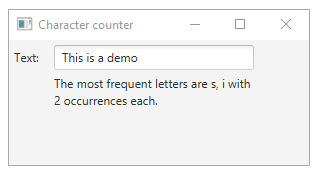 Character counter
Text: This is a demo
The most frequent letters are s, i with
2 occurrences each.